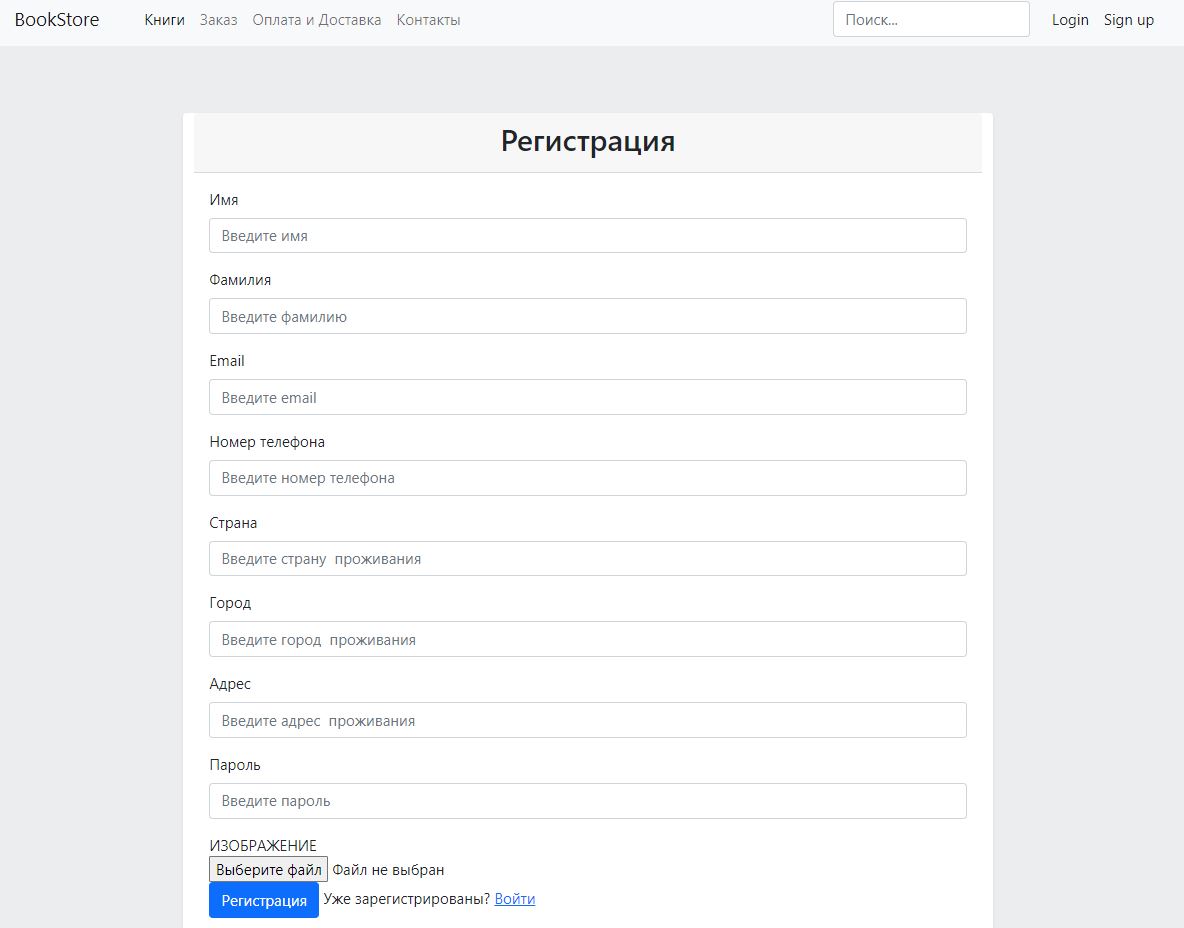 BookStore Книги Заказ Оплата и Доставка Контакты Поиск... Login Sign up
Регистрация
Имя
Введите имя
Фамилия
Введите фамилию
Email
Введите email
Номер телефона
Введите номер телефона
Страна
Введите страну  проживания
Город
Введите город  проживания
Адрес
Введите адрес  проживания
Пароль
Введите пароль
ИЗОБРАЖЕНИЕ
Выберите файл Файл не выбран
Регистрация Уже зарегистрированы? Войти